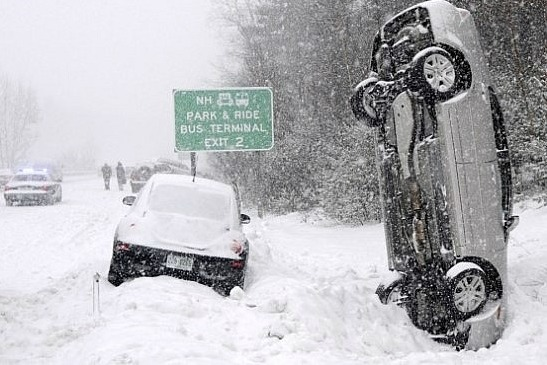 NH
PARK & RIDE
BUS TERMINAL
EXIT 2